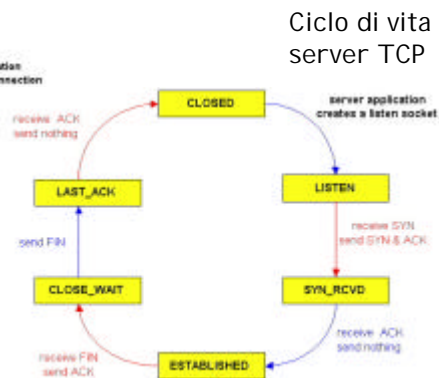 Ciclo di vita
server TCP
nnection
CLOSED
server application
creates a listen socket
receive ACK
send nothing
LAST_ACK
LISTEN
receive SYN
send SYN & ACK
send FIN
CLOSE_WAIT
SYN_RCVD
receive ACK
send nothing
receive FIN
send ACK
ESTABLISHED